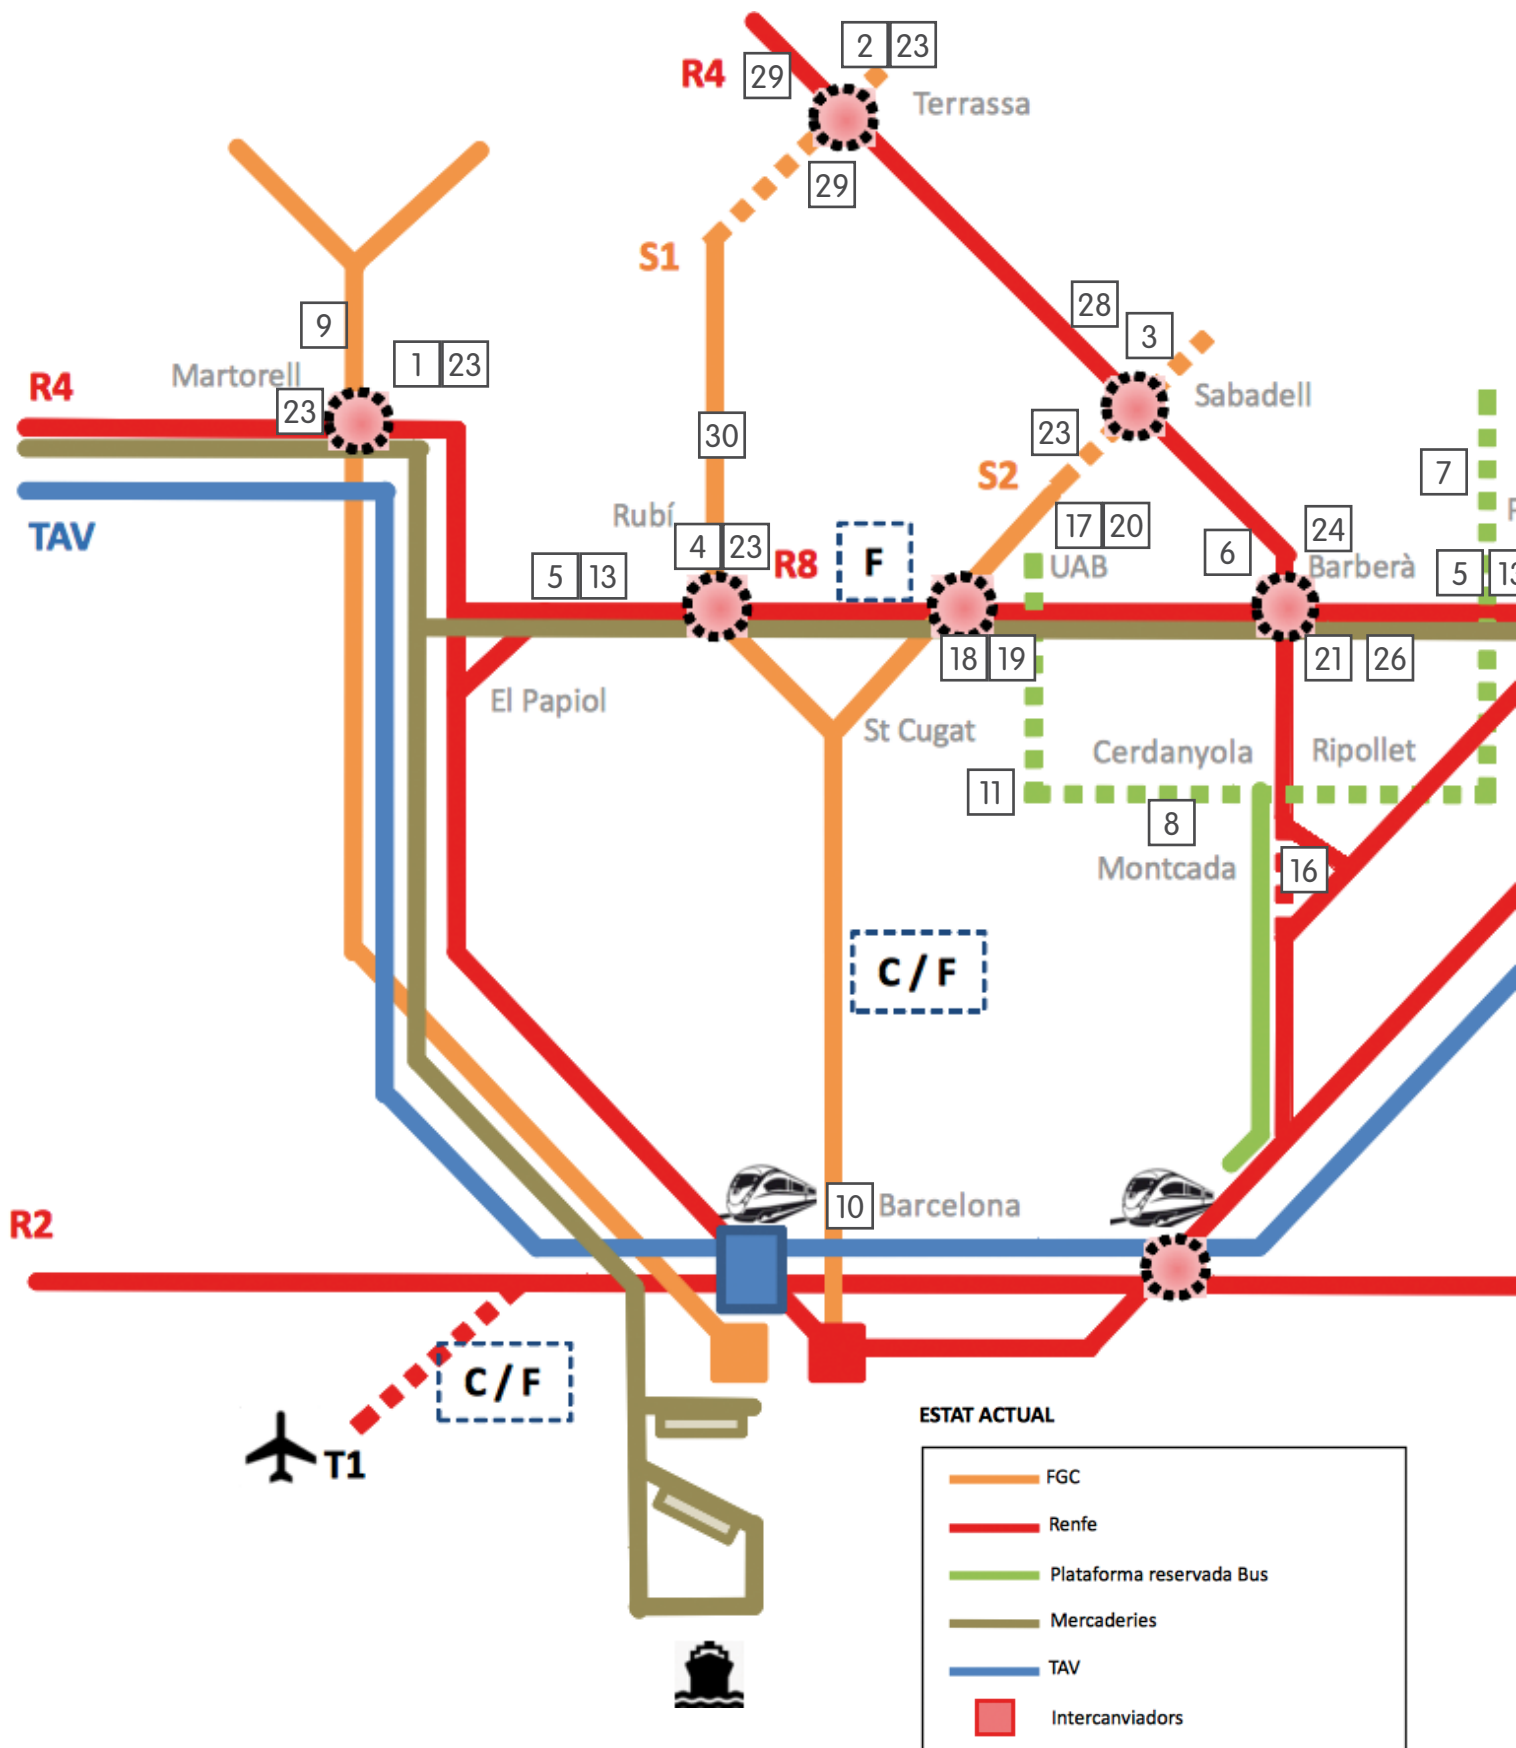 2 23
R4 29
Terrassa
29
S1
28
3
9
1 23
Martorell
R4
23
Sabadell
30
23
7
S2
Rubí
17 20
24
TAV
4 23
R8
F
6
UAB
Barberà
5 13
5 13
18 19
21 26
El Papiol
St Cugat
Cerdanyola
Ripollet
11
8
Montcada
16
C / F
10
Barcelona
R2
C / F
T1
ESTAT ACTUAL
FGC
Renfe
Plataforma reservada Bus
Mercaderies
TAV
Intercanviadors